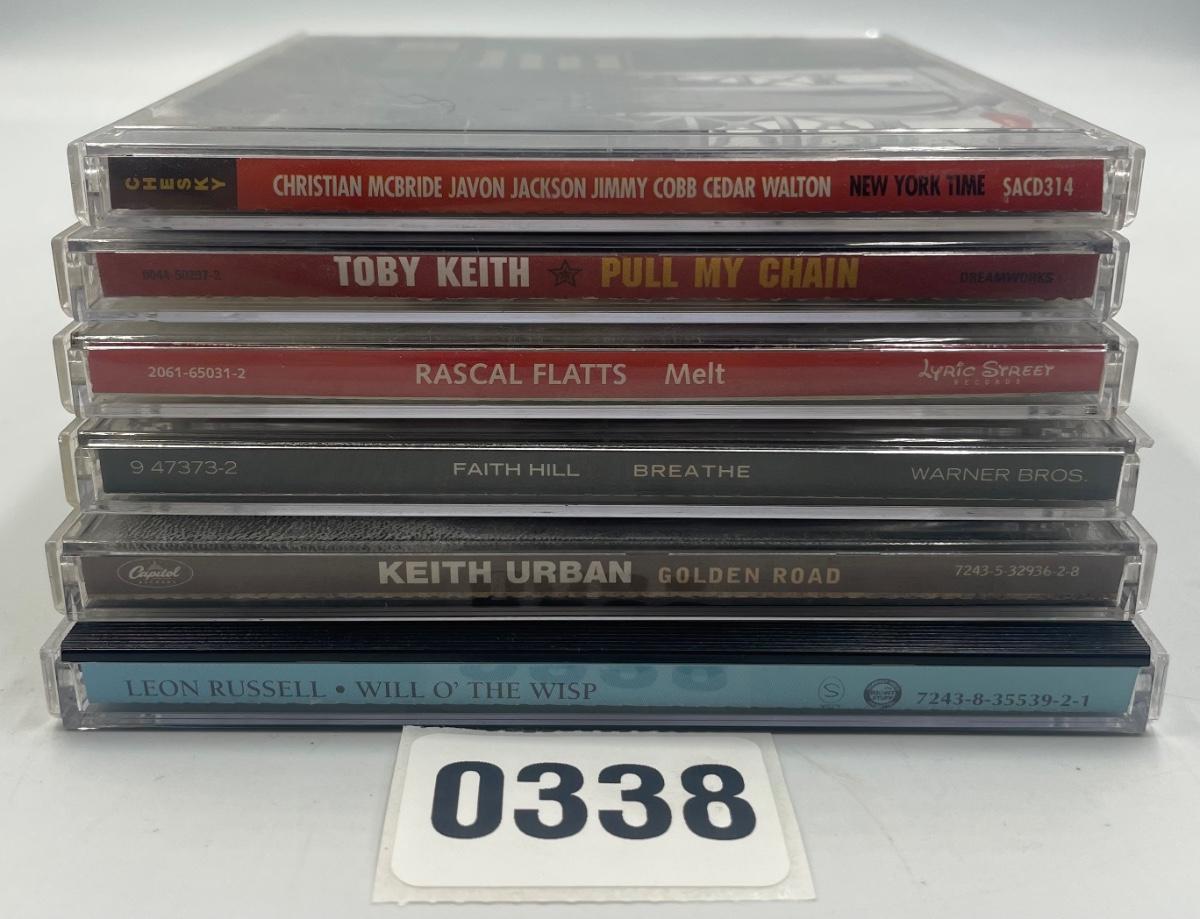 CHESKY CHRISTIAN MCBRIDE JAVON JACKSON JIMMY COBB CEDAR WALTON NEW YORK TIME SACD314
TOBY KEITH PULL MY CHAIN DREAMWORKS
2061-65031-2 RASCAL FLATTS Melt LYRIC STREET
RECORDS
9 47373-2 FAITH HILL BREATHE WARNER BROS.
Capitol KEITH URBAN GOLDEN ROAD 7243-5-32936-2-8
RECORDS
LEON RUSSELL • WILL O' THE WISP S 7243-8-35539-2-1
0338